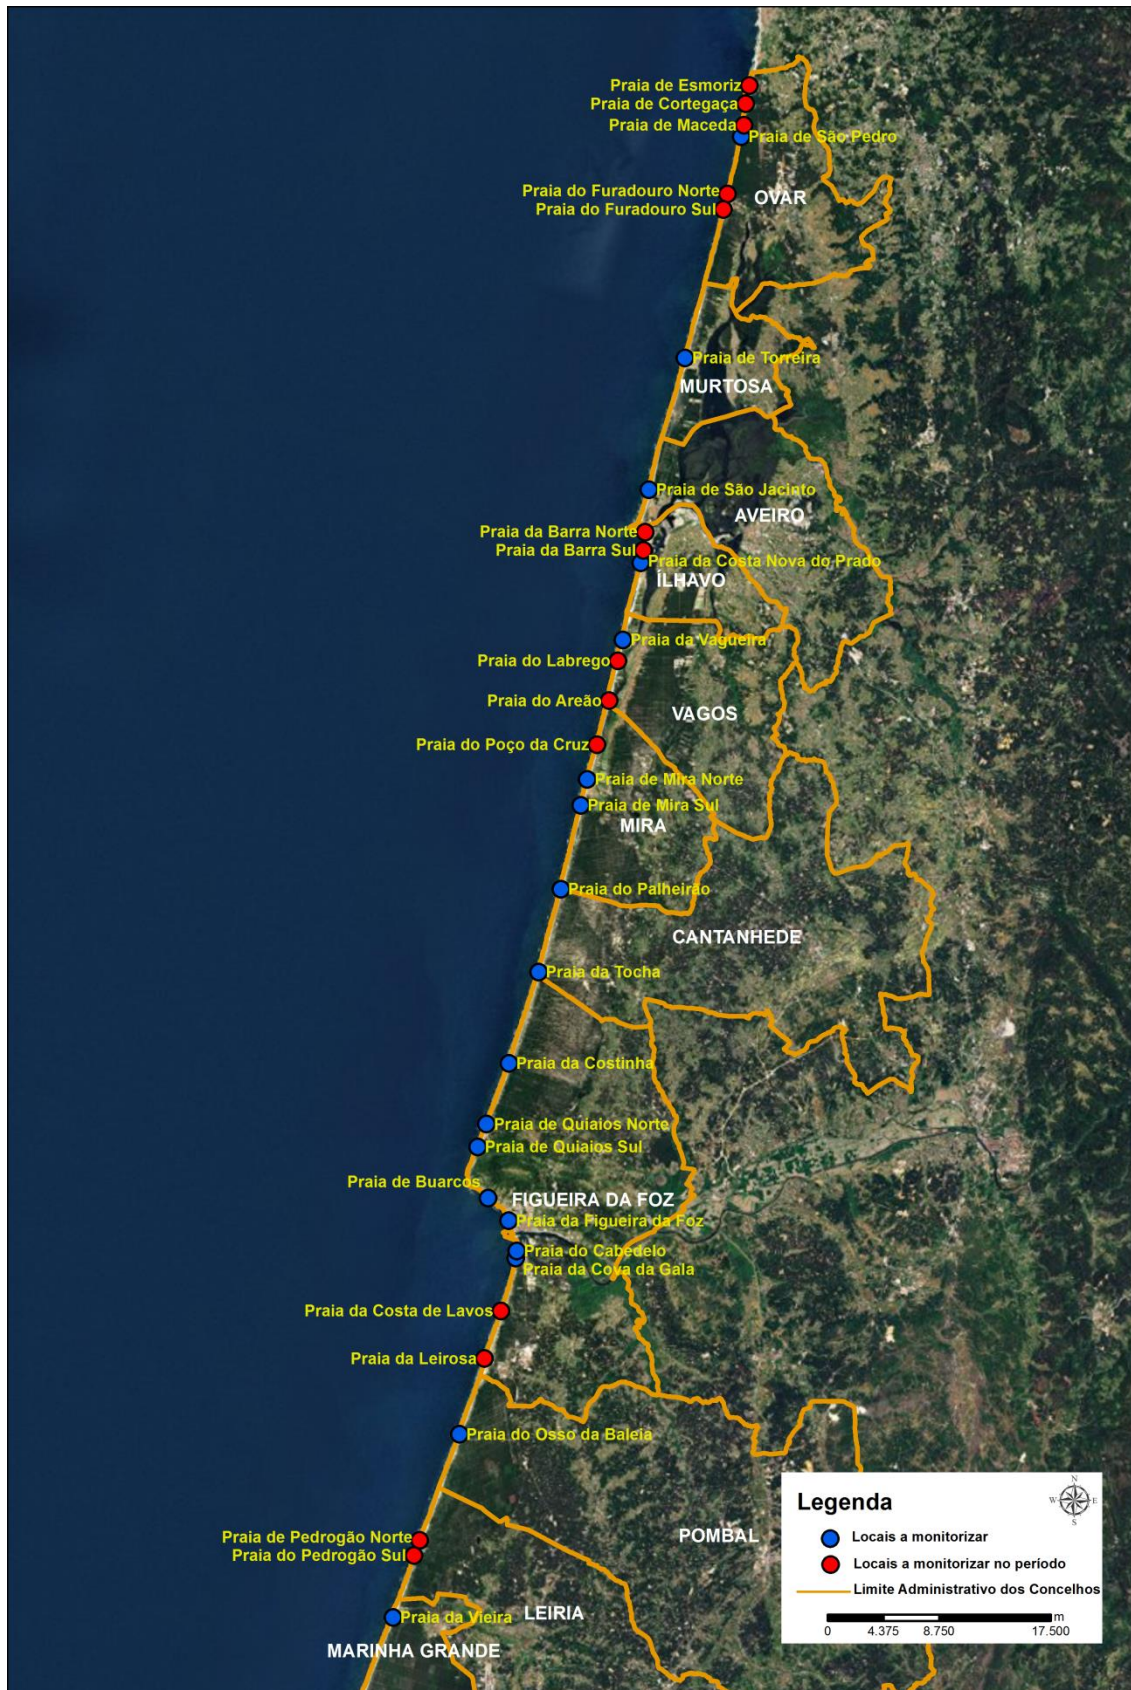 Praia de Esmoriz
Praia de Cortegaça
Praia de Maceda
Praia de São Pedro
Praia do Furadouro Norte
OVAR
Praia do Furadouro Sul
Praia de Torreira
MURTOSA
Praia de São Jacinto
AVEIRO
Praia da Barra Norte
Praia da Barra Sul
Praia da Costa Nova do Prado
ÍLHAVO
Praia da Vagueira
Praia do Labrego
Praia do Areão
VAGOS
Praia do Poço da Cruz
Praia de Mira Norte
Praia de Mira Sul
MIRA
Praia do Palheirão
CANTANHEDE
Praia da Tocha
Praia da Costinha
Praia de Quiaios Norte
Praia de Quiaios Sul
Praia de Buarcos
FIGUEIRA DA FOZ
Praia da Figueira da Foz
Praia do Cabedelo
Praia da Cova da Gala
Praia da Costa de Lavos
Praia da Leirosa
Praia do Osso da Baleia
POMBAL
Praia de Pedrogão Norte
Praia do Pedrogão Sul
LEIRIA
Praia da Vieira
MARINHA GRANDE
N
W E
S
Legenda
Locais a monitorizar
Locais a monitorizar no período
Limite Administrativo dos Concelhos
m
0 4.375 8.750 17.500